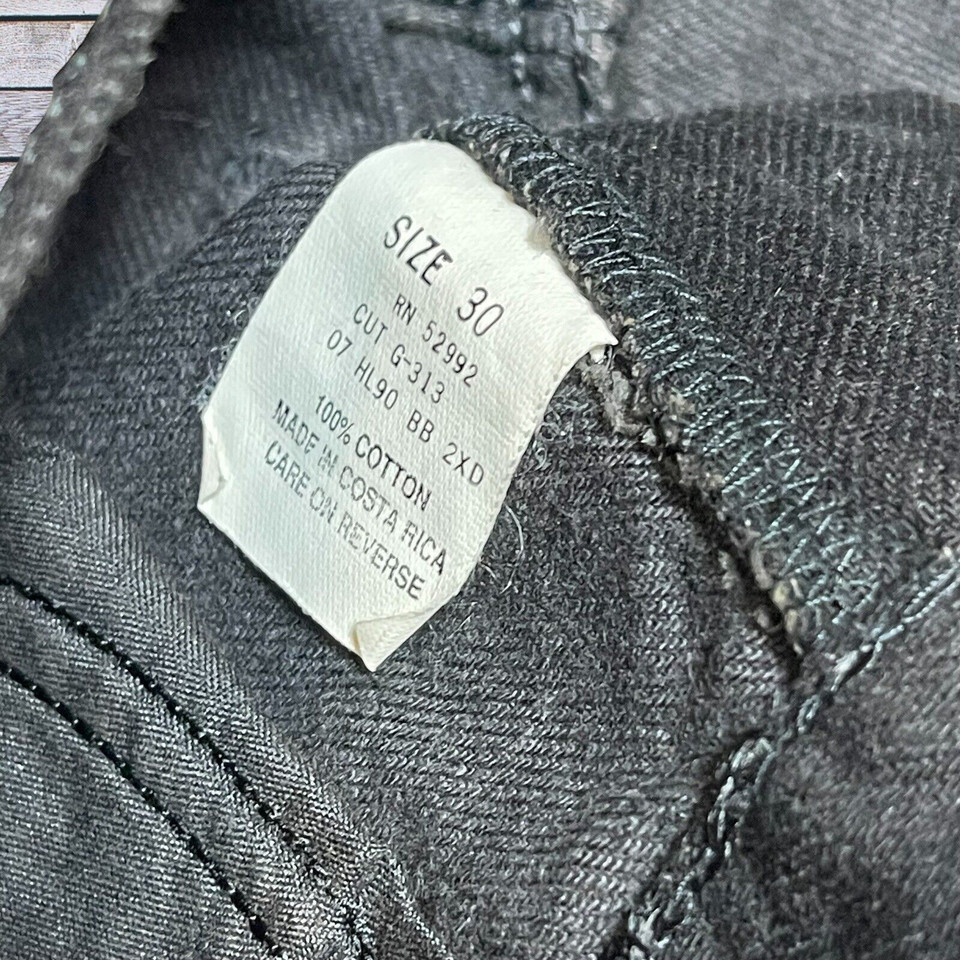 SIZE 30
RN 52992
CUT G-313
07 HL90 BB 2XD
100% COTTON
MADE IN COSTA RICA
CARE ON REVERSE